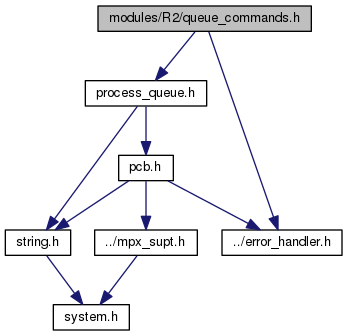 modules/R2/queue_commands.h
process_queue.h
pcb.h
string.h
../mpx_supt.h
../error_handler.h
system.h